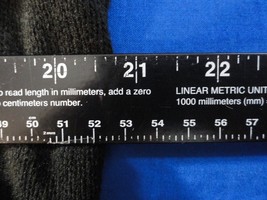 20 21 22
o read length in millimeters, add a zero LINEAR METRIC UNIT
o centimeters number. 1000 millimeters (mm)
49 50 51 52 53 54 55 56 57